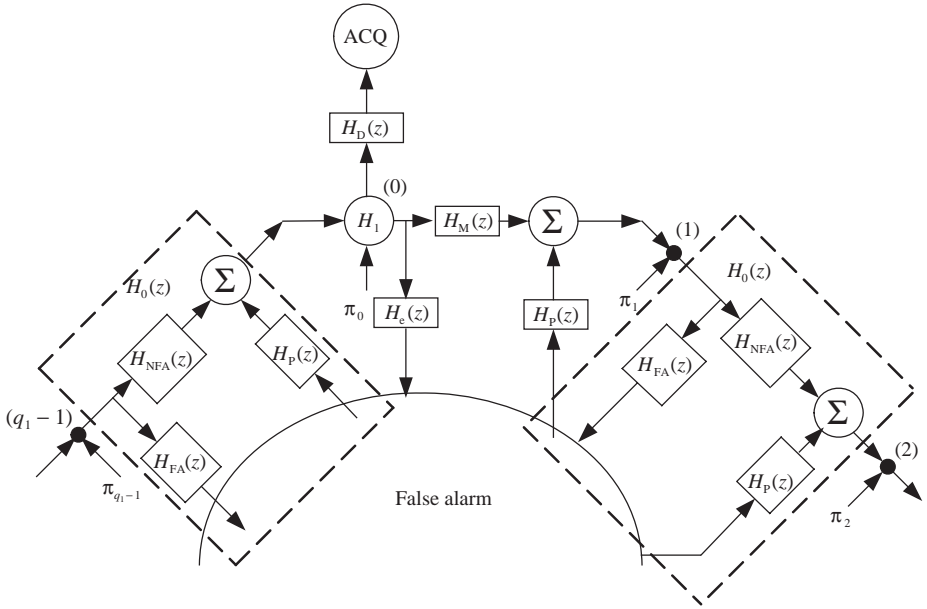 ACQ
H_D(z)
(0)
H_1
H_M(z)
Σ
(1)
π_0
H_e(z)
H_P(z)
π_1
H_0(z)
Σ
H_0(z)
H_NFA(z)
H_P(z)
H_FA(z)
H_NFA(z)
(q_1 – 1)
Σ
H_FA(z)
(2)
π_{q_1–1}
False alarm
H_P(z)
π_2